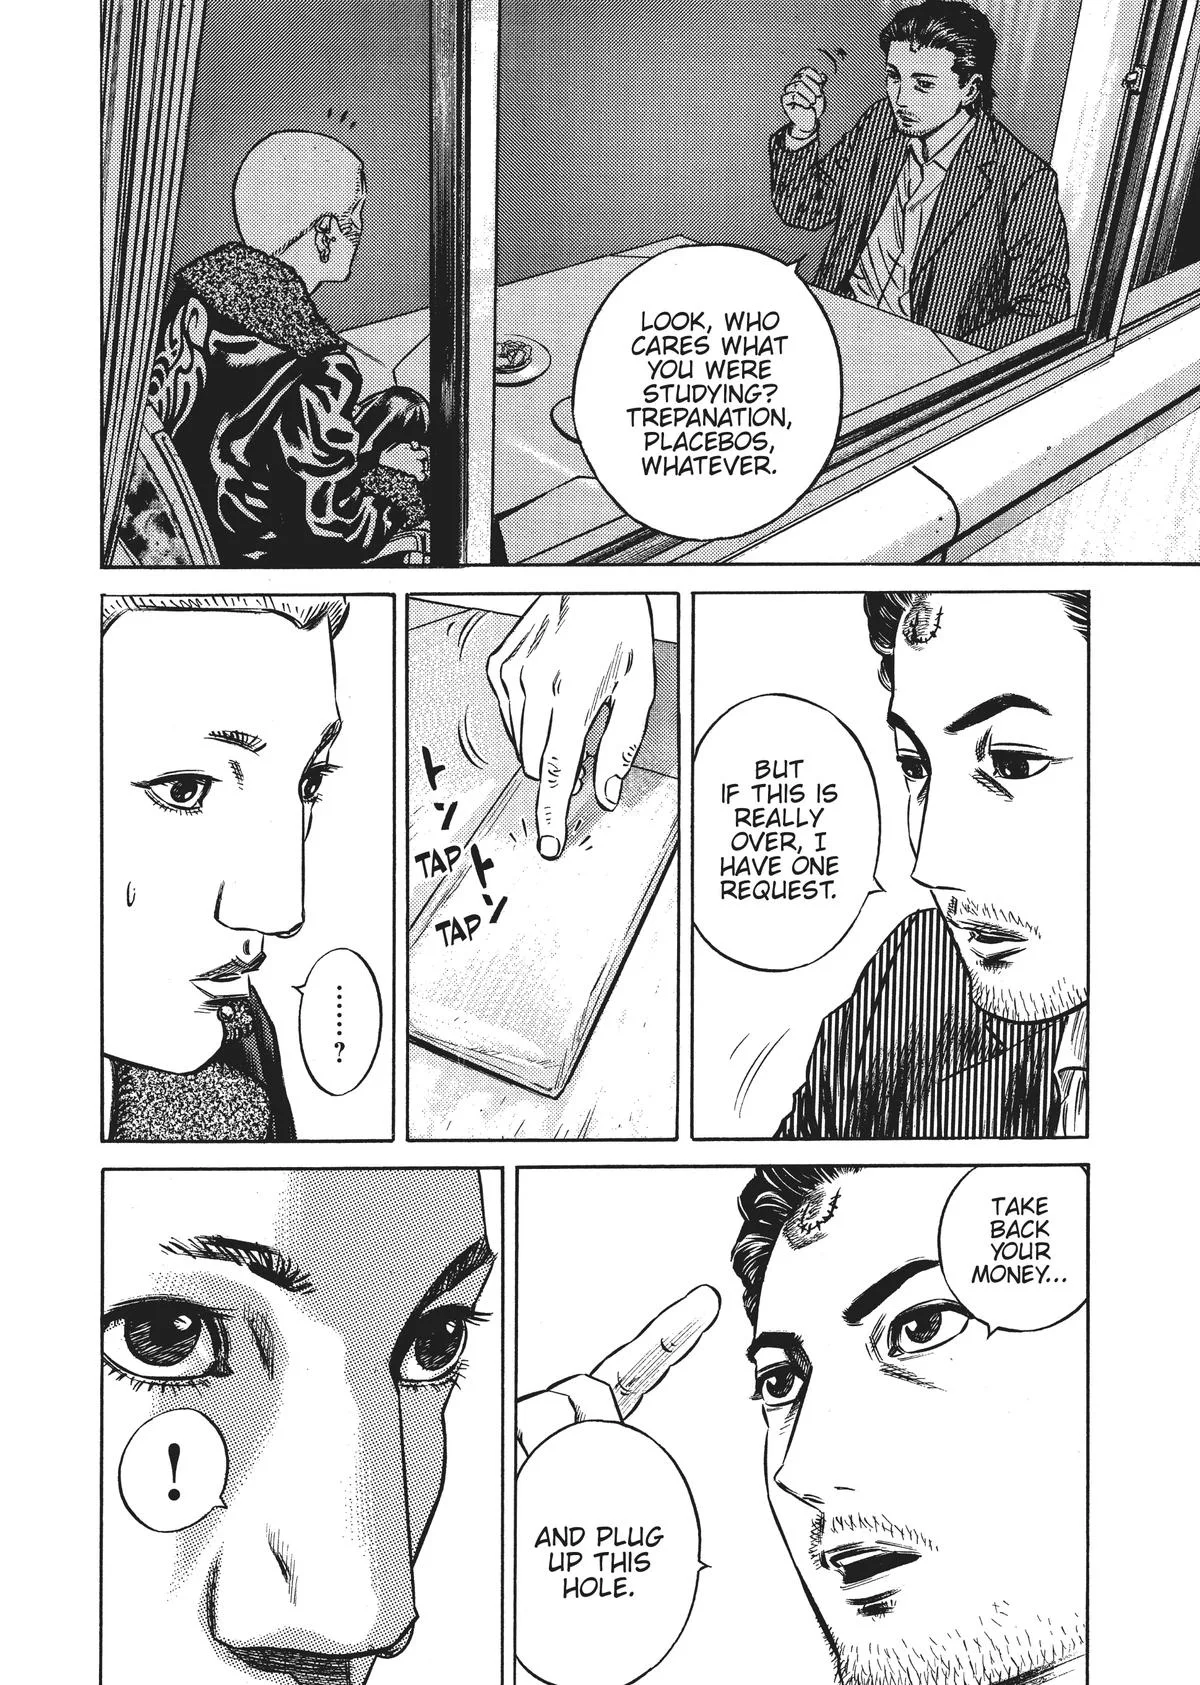 LOOK, WHO
CARES WHAT
YOU WERE
STUDYING?
TREPANATION,
PLACEBOS,
WHATEVER.
BUT
IF THIS IS
REALLY
OVER, I
HAVE ONE
REQUEST.
トン
TAP
トン
TAP
......?
TAKE
BACK
YOUR
MONEY...
AND PLUG
UP THIS
HOLE.
!